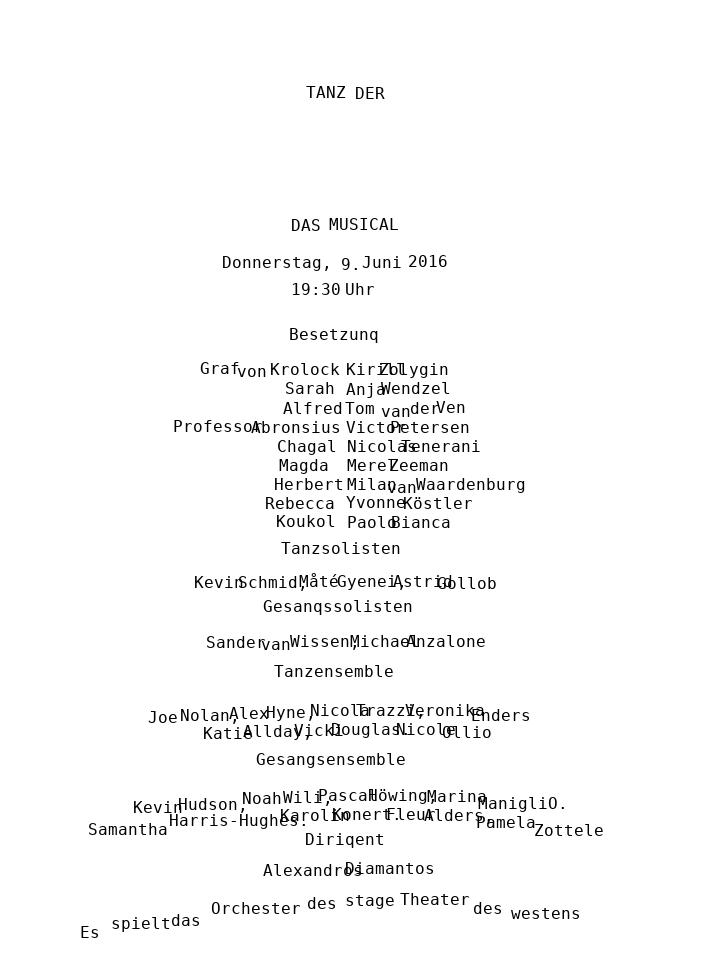 TANZ DER
DAS MUSICAL
Donnerstag, 9. Juni 2016
19:30 Uhr
Besetzunq
Graf von Krolock Kirill Zolygin
Sarah Anja Wendzel
Alfred Tom van der Ven
Professor Abronsius Victor Petersen
Chagal Nicolas Tenerani
Magda Merel Zeeman
Herbert Milan van Waardenburg
Rebecca Yvonne Köstler
Koukol Paolo Bianca
Tanzsolisten
Kevin Schmid, Måté Gyenei, Astrid Gollob
Gesanqssolisten
Sander van Wissen, Michael Anzalone
Tanzensemble
Joe Nolan, Alex Hyne, Nicola Trazzi, Veronika Enders
Katie Allday, Vicki Douglas. Nicole Ollio
Gesangsensemble
Kevin Hudson, Noah Wili, Pascal Höwing, Marina ManigliO.
Samantha Harris-Hughes. Karolin Konert. Fleur Alders, Pamela Zottele
Diriqent
Alexandros Diamantos
Es spielt das Orchester des stage Theater des westens